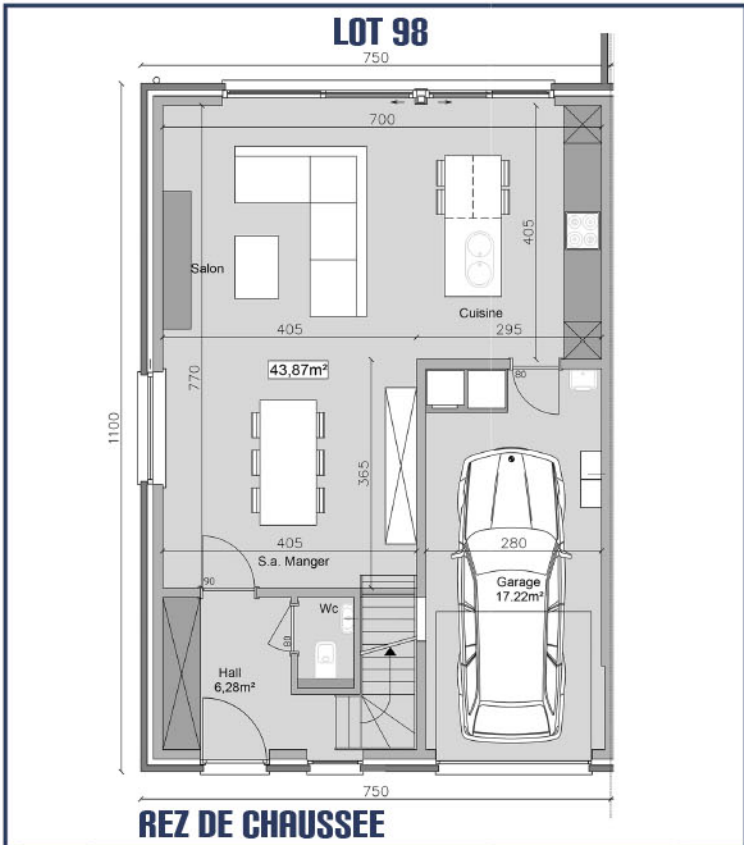 LOT 98
750
700
405
Salon
Cuisine
405
295
43,87m²
80
770
1100
365
405
280
S.a. Manger
Garage
17.22m²
90
Wc
80
Hall
6,28m²
750
REZ DE CHAUSSEE